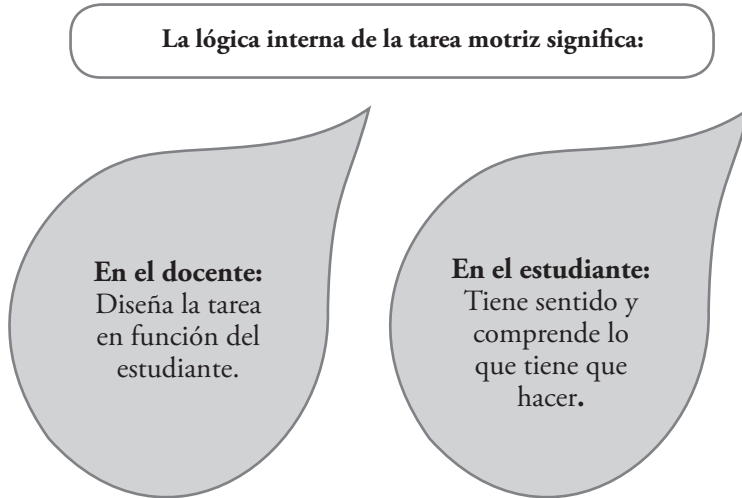 La lógica interna de la tarea motriz significa:
En el docente:
Diseña la tarea
en función del
estudiante.
En el estudiante:
Tiene sentido y
comprende lo
que tiene que
hacer.